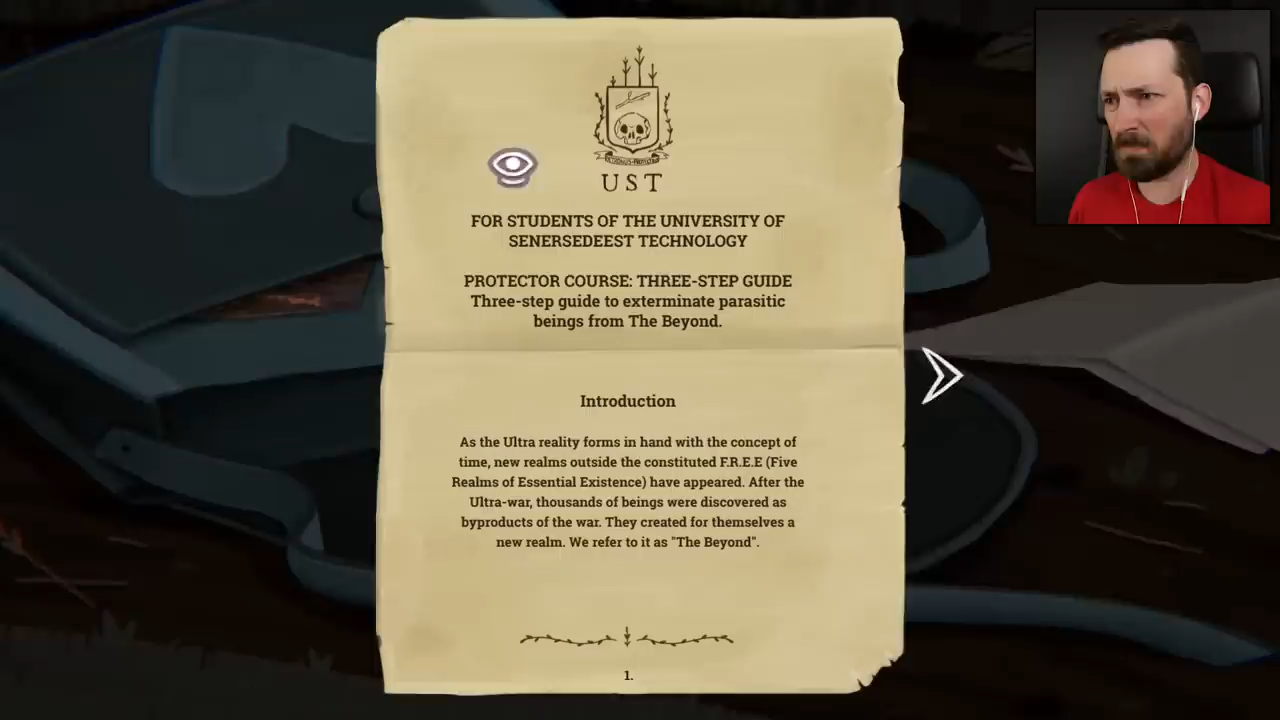 UST
FOR STUDENTS OF THE UNIVERSITY OF
SENERSEDEEST TECHNOLOGY
PROTECTOR COURSE: THREE-STEP GUIDE
Three-step guide to exterminate parasitic
beings from The Beyond.
Introduction
As the Ultra reality forms in hand with the concept of
time, new realms outside the constituted F.R.E.E (Five
Realms of Essential Existence) have appeared. After the
Ultra-war, thousands of beings were discovered as
byproducts of the war. They created for themselves a
new realm. We refer to it as "The Beyond".
1.